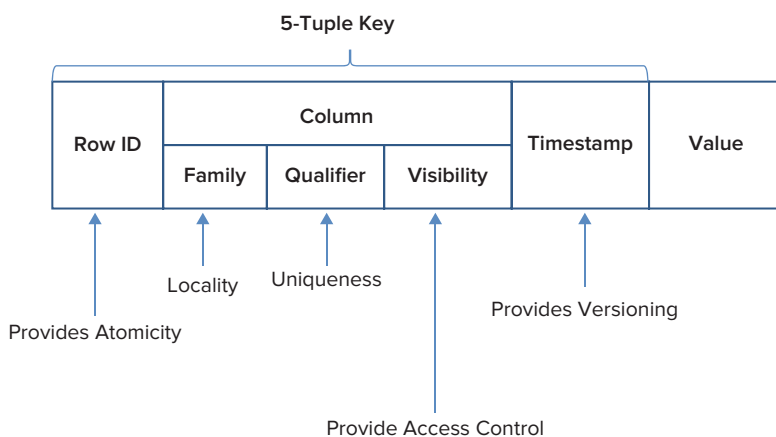 5-Tuple Key
Row ID
Column
Timestamp
Value
Family
Qualifier
Visibility
Locality
Uniqueness
Provides Versioning
Provides Atomicity
Provide Access Control